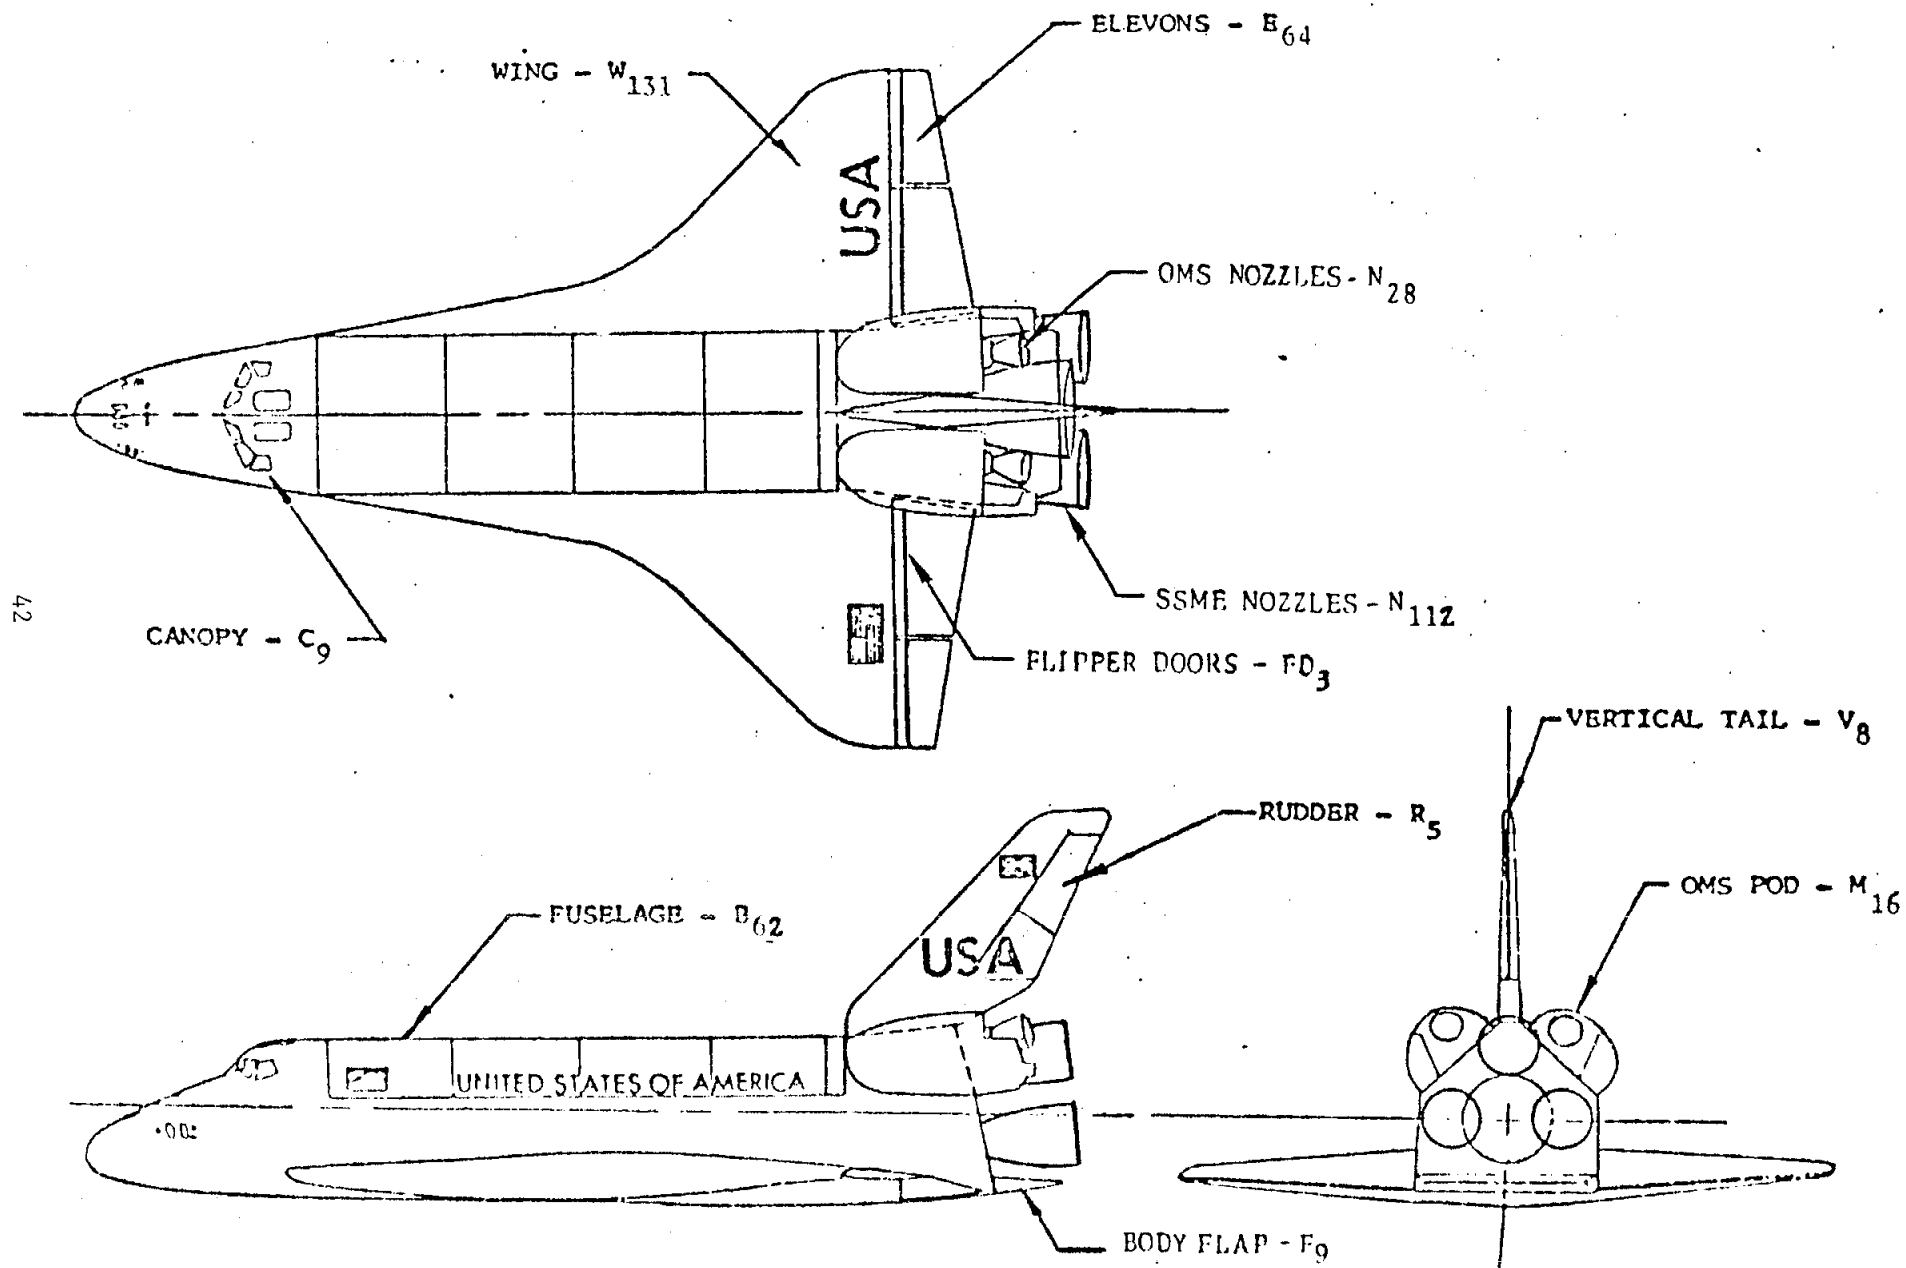 ELEVONS - E64
WING - W131
USA
OMS NOZZLES - N28
SSME NOZZLES - N112
CANOPY - C9
FLIPPER DOORS - FD3
42
VERTICAL TAIL - V8
RUDDER - R5
OMS POD - M16
FUSELAGE - B62
USA
UNITED STATES OF AMERICA
BODY FLAP - F9